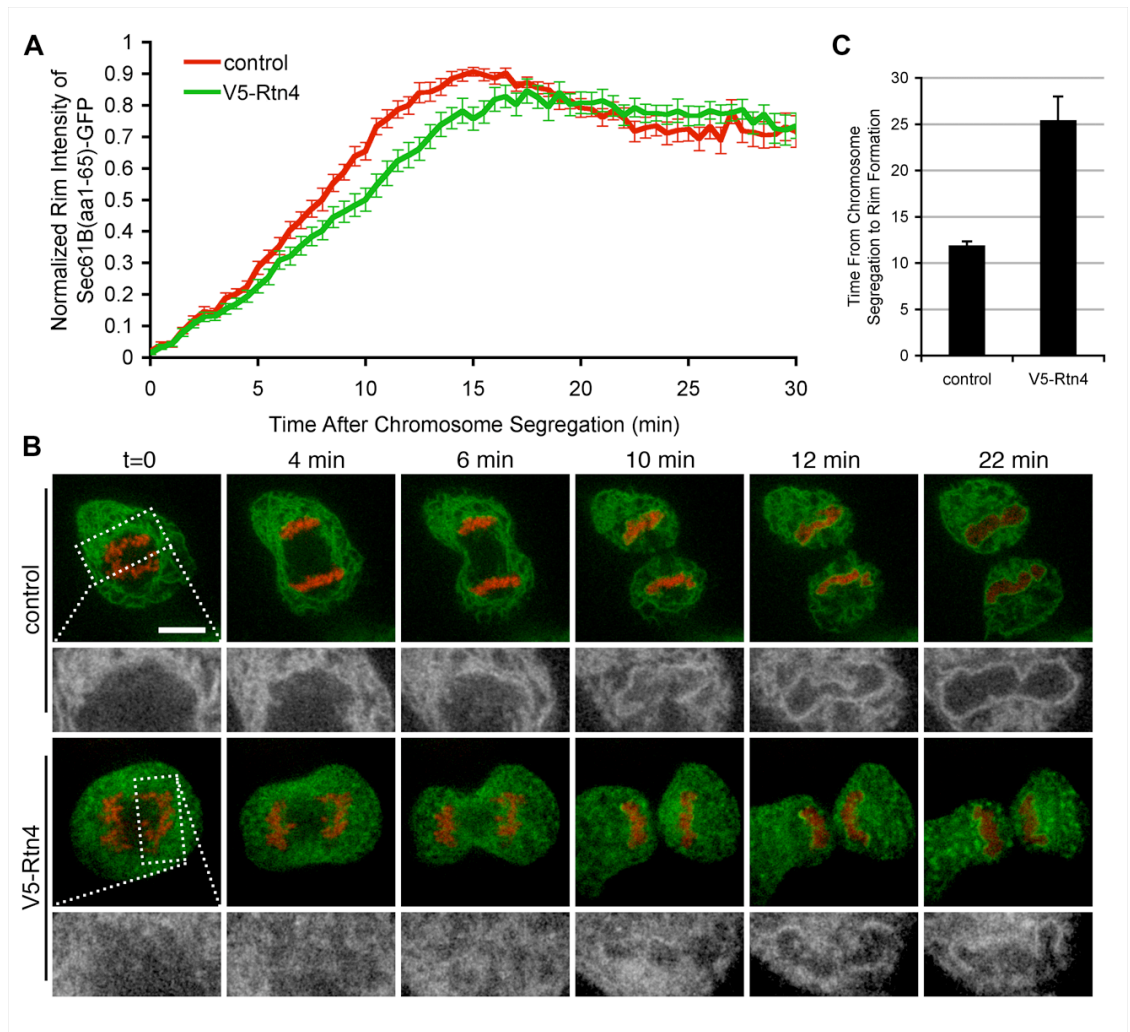 A
Normalized Rim Intensity of
Sec61B(aa1-65)-GFP
1
0.9
0.8
0.7
0.6
0.5
0.4
0.3
0.2
0.1
0
control
V5-Rtn4
0 5 10 15 20 25 30
Time After Chromosome Segregation (min)
C
Time From Chromosome
Segregation to Rim Formation
30
25
20
15
10
5
0
control V5-Rtn4
B
t=0 4 min 6 min 10 min 12 min 22 min
control
V5-Rtn4